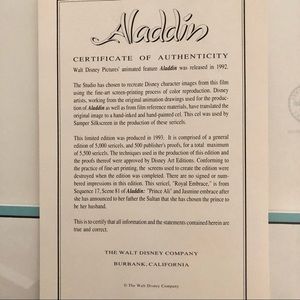 Aladdin
CERTIFICATE OF AUTHENTICITY
Walt Disney Pictures' animated feature Aladdin was released in 1992.
The Studio has chosen to recreate Disney character images from this film
using the fine-art screen-printing process of color reproduction. Disney
artists, working from the original animation drawings used for the produc-
tion of Aladdin as well as from film reference materials, have translated the
original image to a hand-inked and hand-painted cel. This cel was used by
Samper Silkscreen in the production of these sericels.
This limited edition was produced in 1993. It is comprised of a general
edition of 5,000 sericels, and 500 publisher's proofs, for a total maximum
of 5,500 sericels. The techniques used in the production of this edition and
the proofs thereof were approved by Disney Art Editions. Conforming to
the practice of fine-art printing, the screens used to create the edition were
destroyed when the edition was completed. There are no signed or num-
bered impressions in this edition. This sericel, "Royal Embrace," is from
Sequence 17, Scene 81 of Aladdin: "Prince Ali" and Jasmine embrace after
she has announced to her father the Sultan that she has chosen the prince to
be her husband.
This is to certify that all information and the statements contained herein are
true and correct.
THE WALT DISNEY COMPANY
BURBANK, CALIFORNIA
© The Walt Disney Company